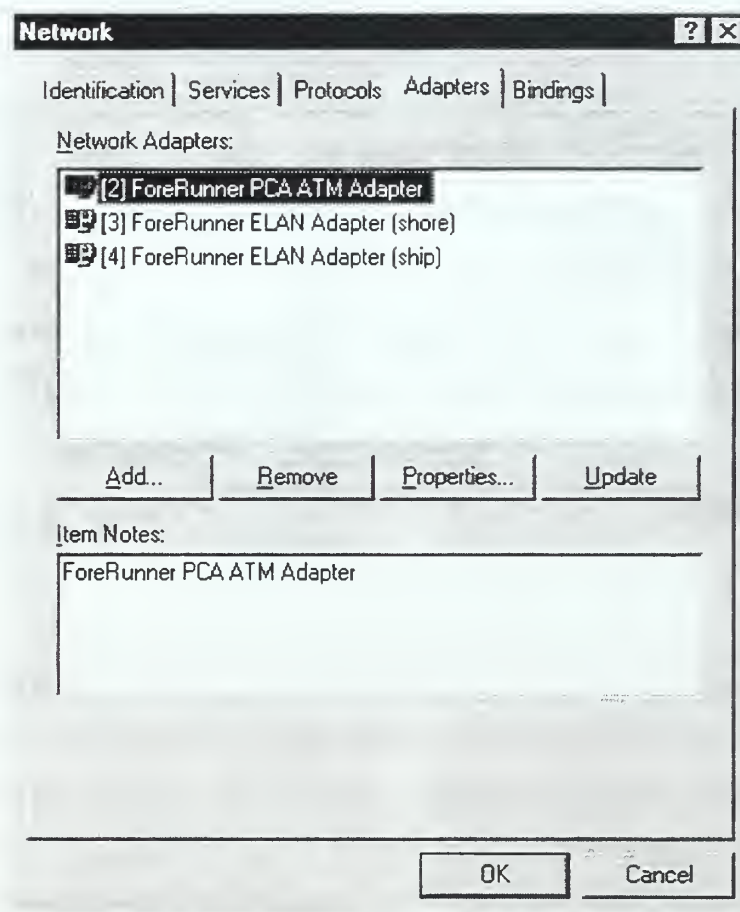 Network
Identification Services Protocols Adapters Bindings
Network Adapters:
[2] ForeRunner PCA ATM Adapter
[3] ForeRunner ELAN Adapter (shore)
[4] ForeRunner ELAN Adapter (ship)
Add... Remove Properties... Update
Item Notes:
ForeRunner PCA ATM Adapter
OK Cancel